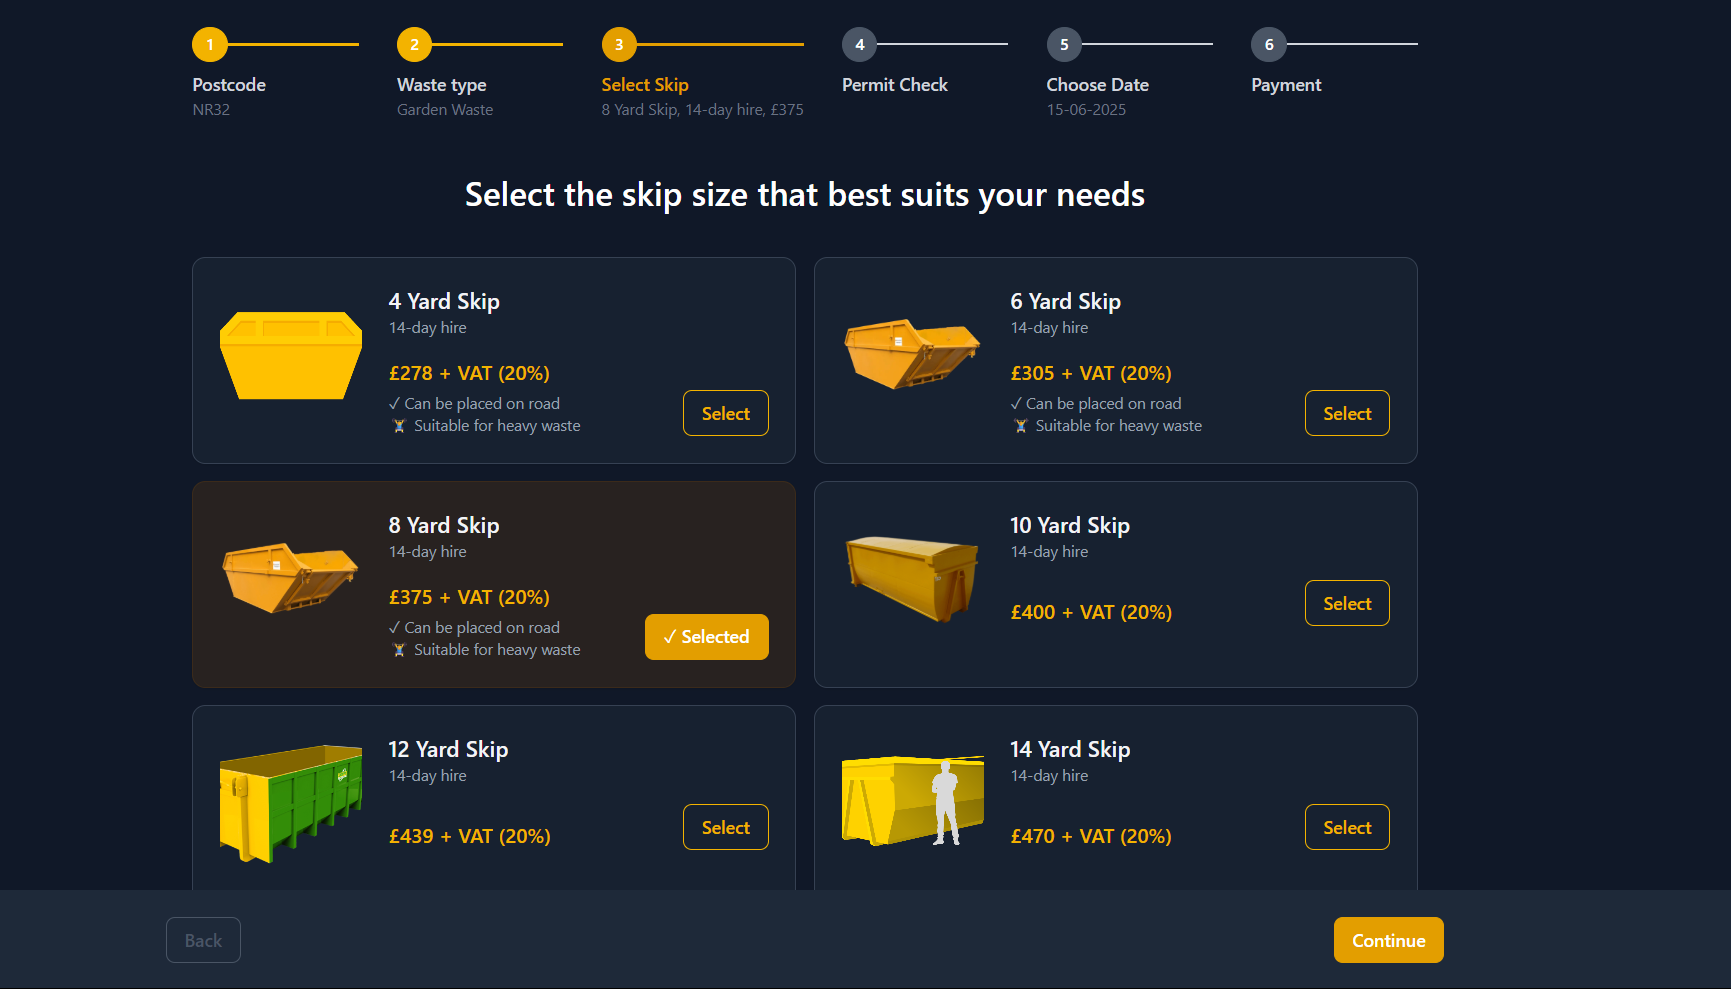 1
2
3
4
5
6
Postcode
Waste type
Select Skip
Permit Check
Choose Date
Payment
NR32
Garden Waste
8 Yard Skip, 14-day hire, £375
15-06-2025
Select the skip size that best suits your needs
4 Yard Skip
14-day hire
£278 + VAT (20%)
✓ Can be placed on road
🏋️ Suitable for heavy waste
Select
6 Yard Skip
14-day hire
£305 + VAT (20%)
✓ Can be placed on road
🏋️ Suitable for heavy waste
Select
8 Yard Skip
14-day hire
£375 + VAT (20%)
✓ Can be placed on road
🏋️ Suitable for heavy waste
✓ Selected
10 Yard Skip
14-day hire
£400 + VAT (20%)
Select
12 Yard Skip
14-day hire
£439 + VAT (20%)
Select
14 Yard Skip
14-day hire
£470 + VAT (20%)
Select
Back
Continue